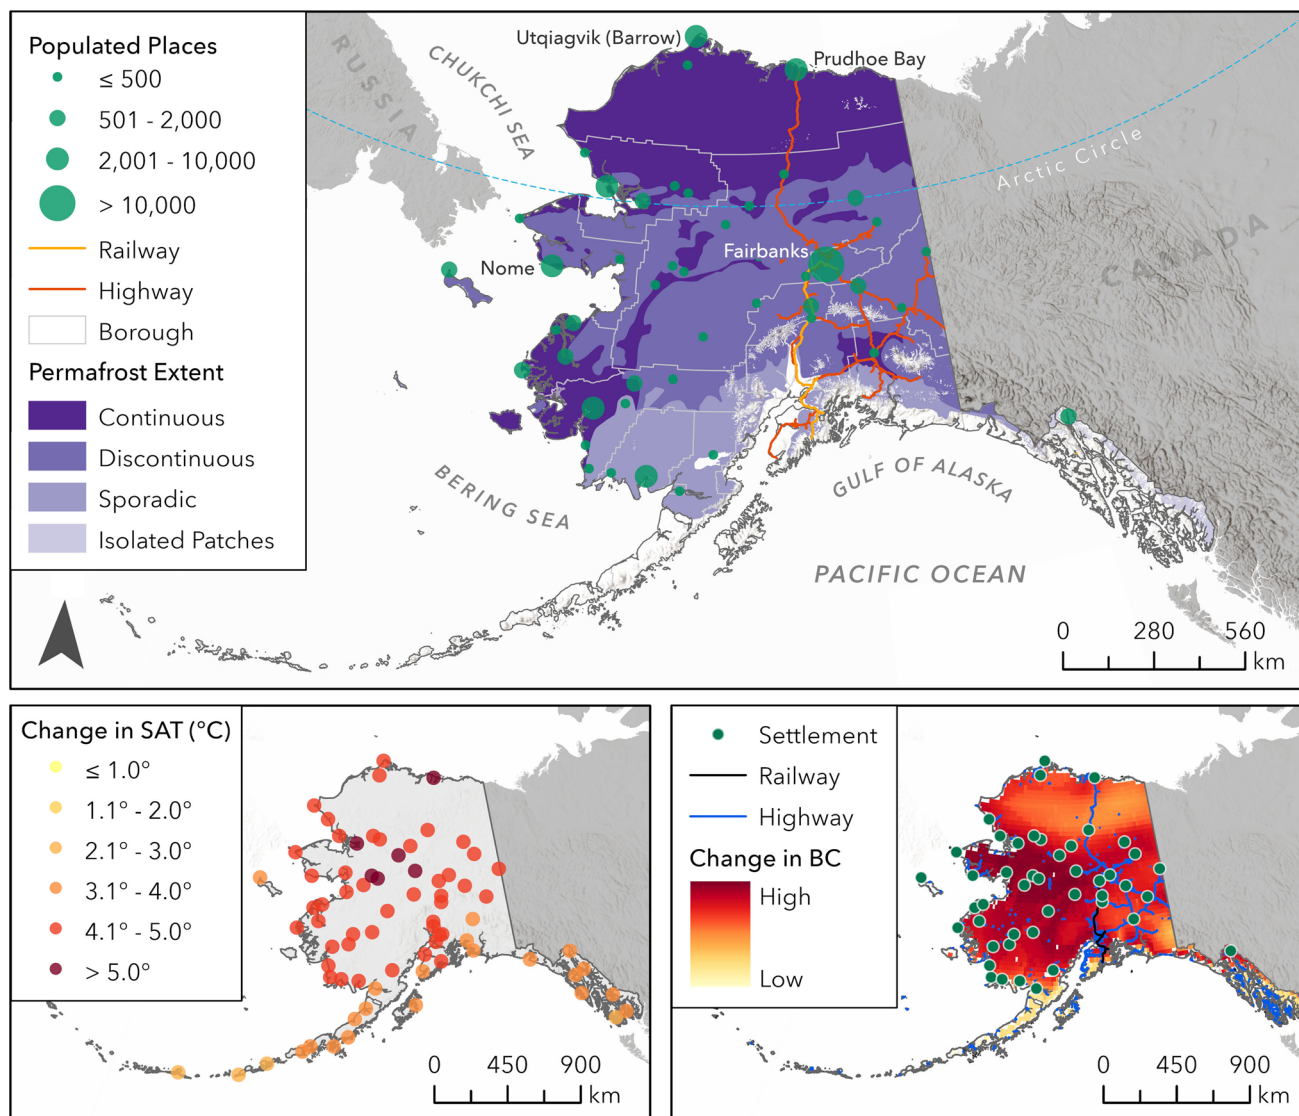 Populated Places
≤ 500
501 - 2,000
2,001 - 10,000
> 10,000
Railway
Highway
Borough
Permafrost Extent
Continuous
Discontinuous
Sporadic
Isolated Patches
RUSSIA
CHUKCHI SEA
Utqiagvik (Barrow)
Prudhoe Bay
Arctic Circle
CANADA
Nome
Fairbanks
BERING SEA
GULF OF ALASKA
PACIFIC OCEAN
0 280 560
km
Change in SAT (°C)
≤ 1.0°
1.1° - 2.0°
2.1° - 3.0°
3.1° - 4.0°
4.1° - 5.0°
> 5.0°
0 450 900
km
Settlement
Railway
Highway
Change in BC
High
Low
0 450 900
km